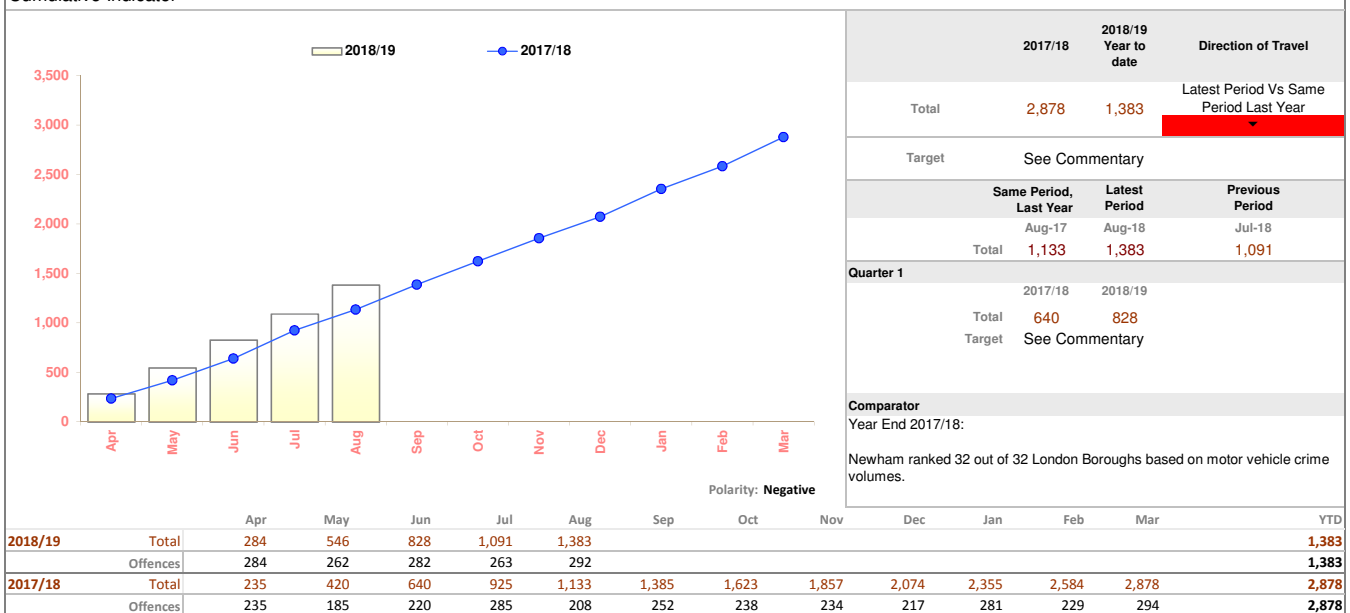 2018/19 2017/18
3,500
3,000
2,500
2,000
1,500
1,000
500
0
Apr May Jun Jul Aug Sep Oct Nov Dec Jan Feb Mar
Polarity: Negative
2017/18 2018/19 Year to date Direction of Travel
Total 2,878 1,383 Latest Period Vs Same Period Last Year
Target See Commentary
Same Period, Last Year Latest Period Previous Period
Aug-17 Aug-18 Jul-18
Total 1,133 1,383 1,091
Quarter 1
2017/18 2018/19
Total 640 828
Target See Commentary
Comparator
Year End 2017/18:
Newham ranked 32 out of 32 London Boroughs based on motor vehicle crime
volumes.
Apr May Jun Jul Aug Sep Oct Nov Dec Jan Feb Mar YTD
2018/19 Total 284 546 828 1,091 1,383 1,383
Offences 284 262 282 263 292 1,383
2017/18 Total 235 420 640 925 1,133 1,385 1,623 1,857 2,074 2,355 2,584 2,878 2,878
Offences 235 185 220 285 208 252 238 234 217 281 229 294 2,878